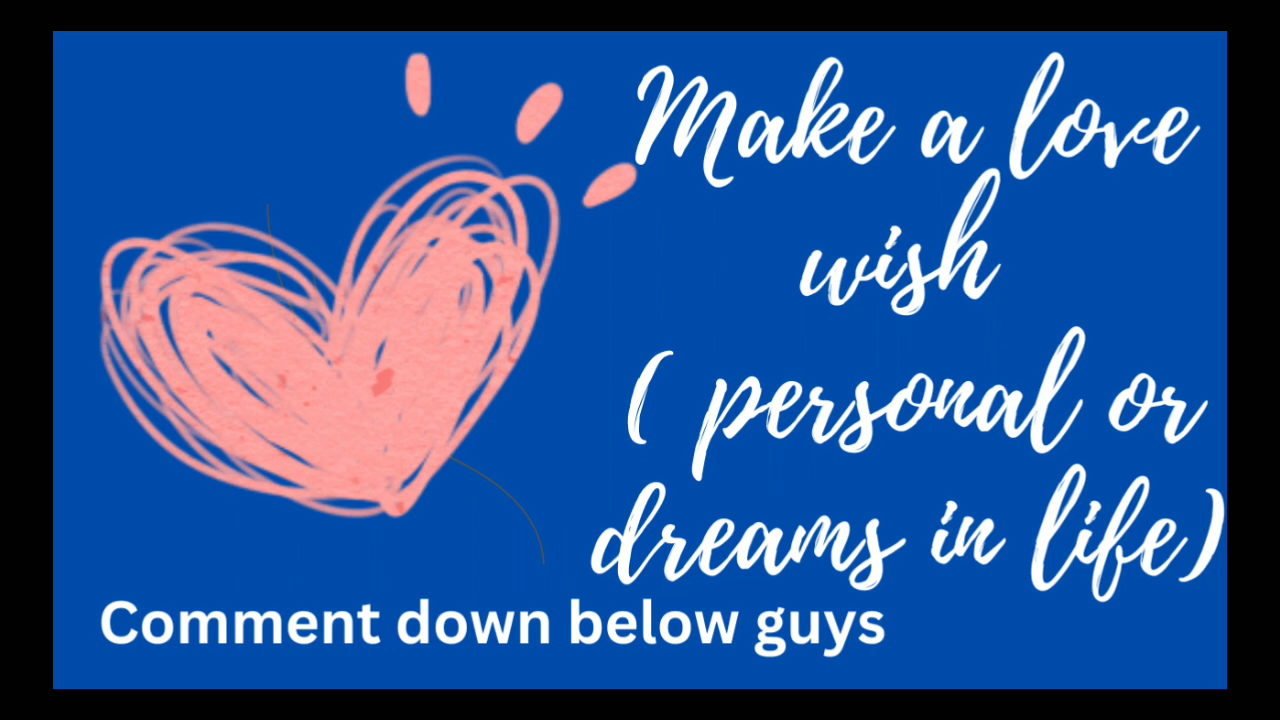 Make a love
wish
( personal or
dreams in life)
Comment down below guys